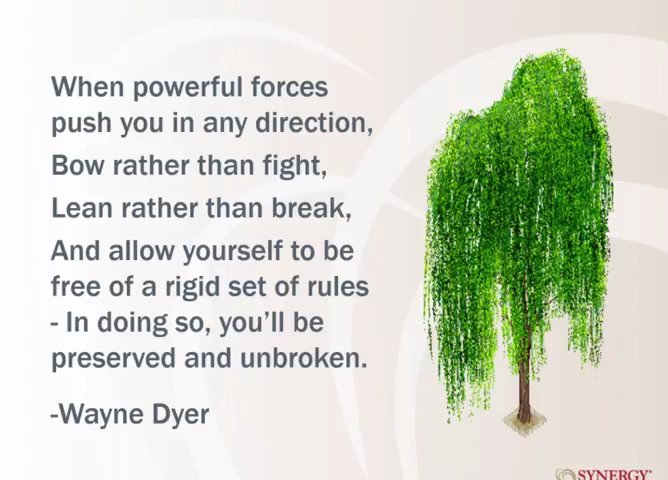 When powerful forces
push you in any direction,
Bow rather than fight,
Lean rather than break,
And allow yourself to be
free of a rigid set of rules
- In doing so, you'll be
preserved and unbroken.
-Wayne Dyer
SYNERGY